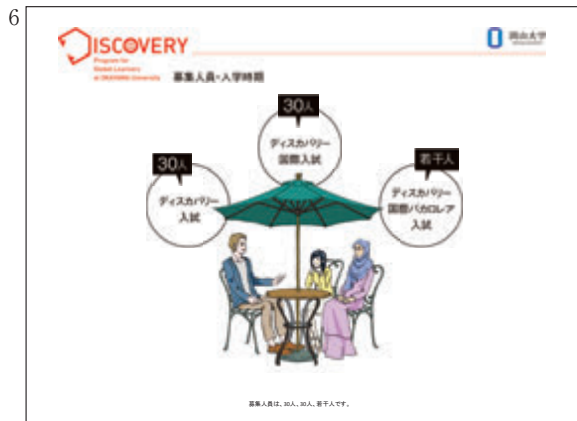 6
DISCOVERY
Program for
Global Learners
at OKAYAMA University
岡山大学
募集人員・入学時期
30人
ディスカバリー
国際入試
30人
ディスカバリー
入試
若干人
ディスカバリー
国際バカロレア
入試
募集人員は、30人、30人、若干人です。